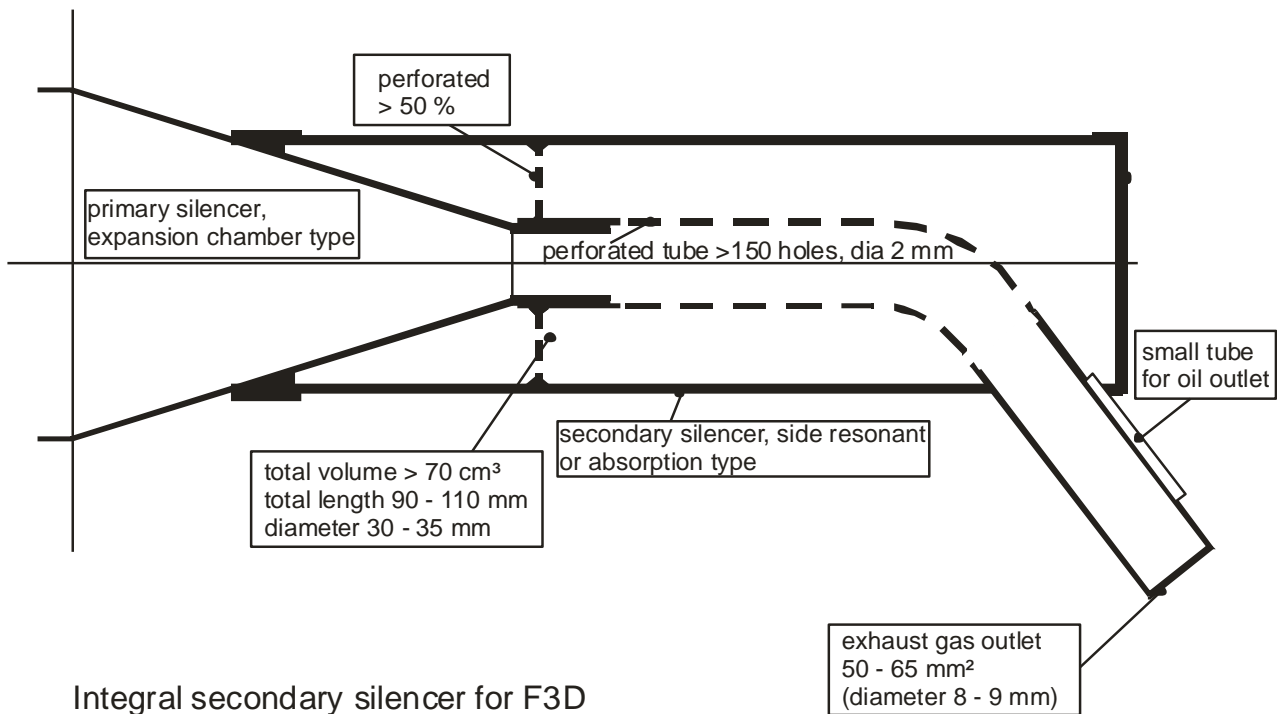 perforated
> 50 %
primary silencer,
expansion chamber type
perforated tube >150 holes, dia 2 mm
small tube
for oil outlet
secondary silencer, side resonant
or absorption type
total volume > 70 cm³
total length 90 - 110 mm
diameter 30 - 35 mm
exhaust gas outlet
50 - 65 mm²
(diameter 8 - 9 mm)
Integral secondary silencer for F3D